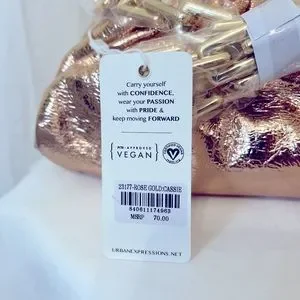 Carry yourself
with CONFIDENCE,
wear your PASSION
with PRIDE &
keep moving FORWARD
APPROVED
VEGAN
23177-ROSE GOLD:CASSIE
840611174963
MSRP 70.00
URBANEXPRESSIONS.NET